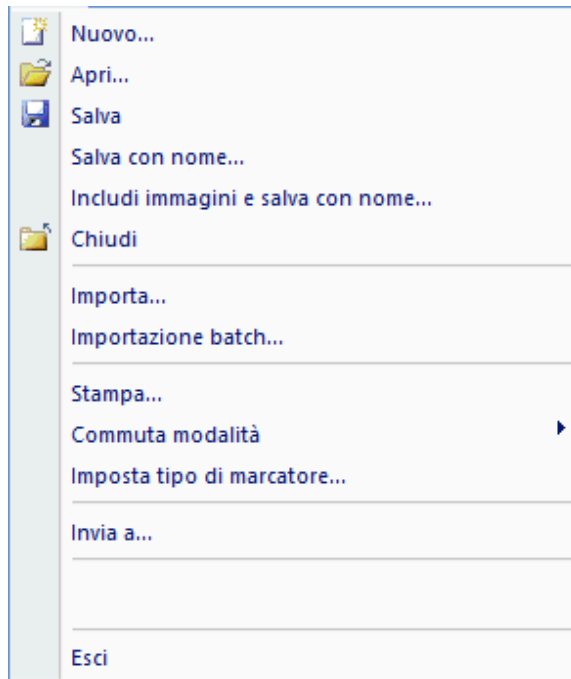 Nuovo...
Apri...
Salva
Salva con nome...
Includi immagini e salva con nome...
Chiudi
Importa...
Importazione batch...
Stampa...
Commuta modalità
Imposta tipo di marcatore...
Invia a...
Esci